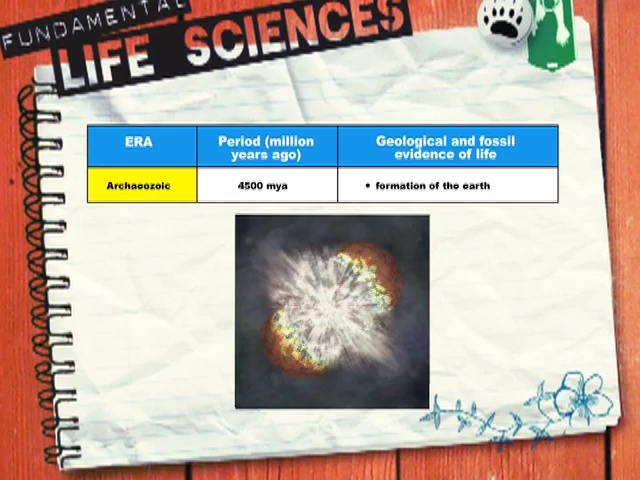 FUNDAMENTAL
LIFE SCIENCES
ERA
Period (million
years ago)
Geological and fossil
evidence of life
Archaeozoic
4500 mya
• formation of the earth